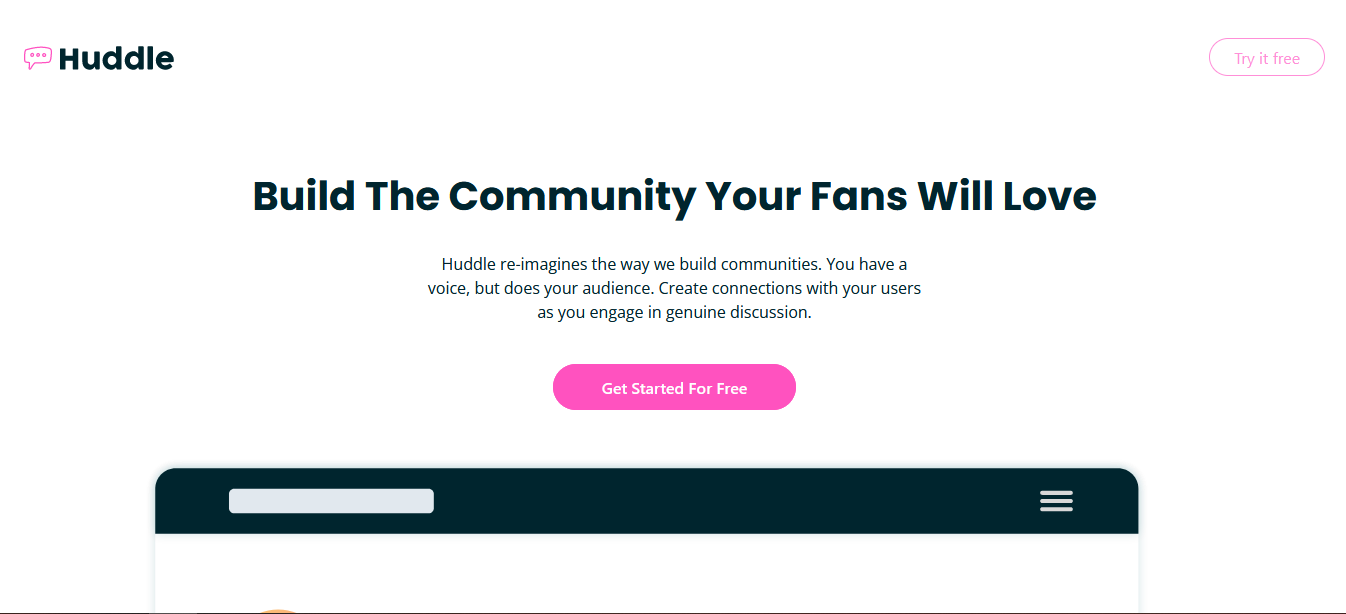 Huddle
Try it free
Build The Community Your Fans Will Love
Huddle re-imagines the way we build communities. You have a
voice, but does your audience. Create connections with your users
as you engage in genuine discussion.
Get Started For Free